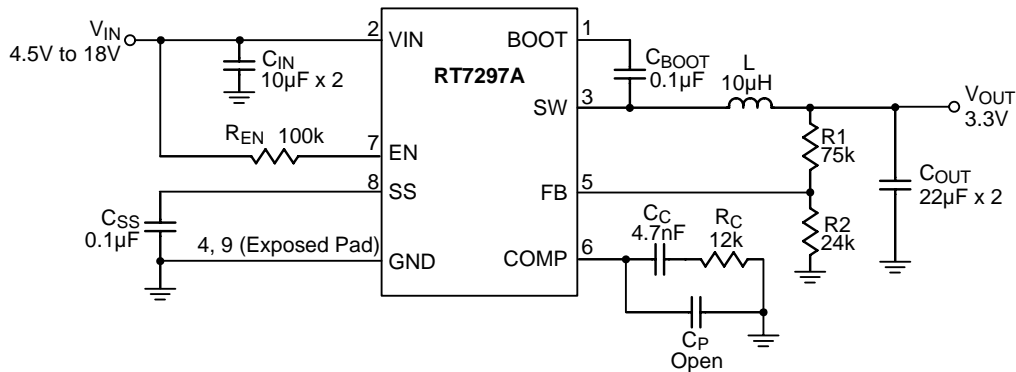 VIN
4.5V to 18V
CIN
10µF x 2
REN 100k
CSS
0.1µF
4, 9 (Exposed Pad)
2
7
8
VIN
EN
SS
GND
RT7297A
BOOT
SW
FB
COMP
1
3
5
6
CBOOT
0.1µF
L
10µH
VOUT
3.3V
R1
75k
COUT
22µF x 2
R2
24k
CC
4.7nF
RC
12k
CP
Open